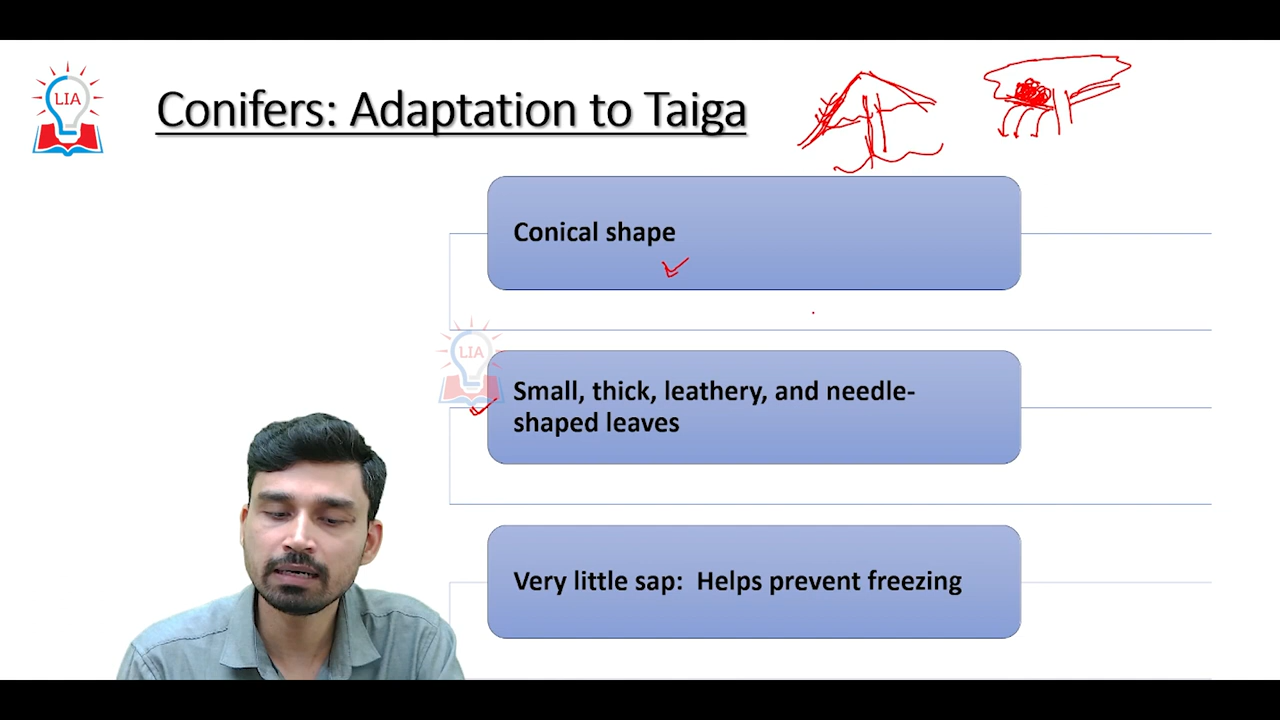 LIA
Conifers: Adaptation to Taiga
Conical shape
LIA
Small, thick, leathery, and needle-
shaped leaves
Very little sap: Helps prevent freezing